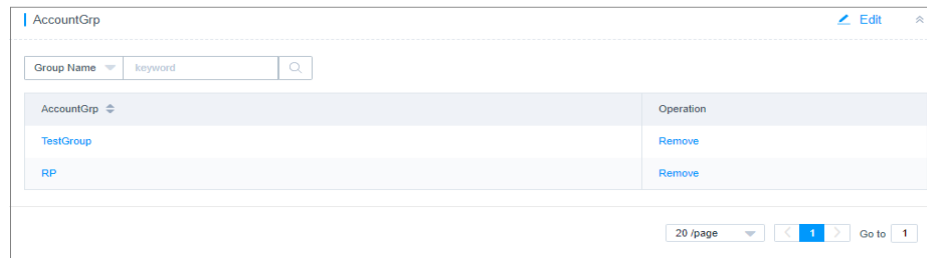 AccountGrp Edit
Group Name keyword
AccountGrp Operation
TestGroup Remove
RP Remove
20 /page 1 Go to 1